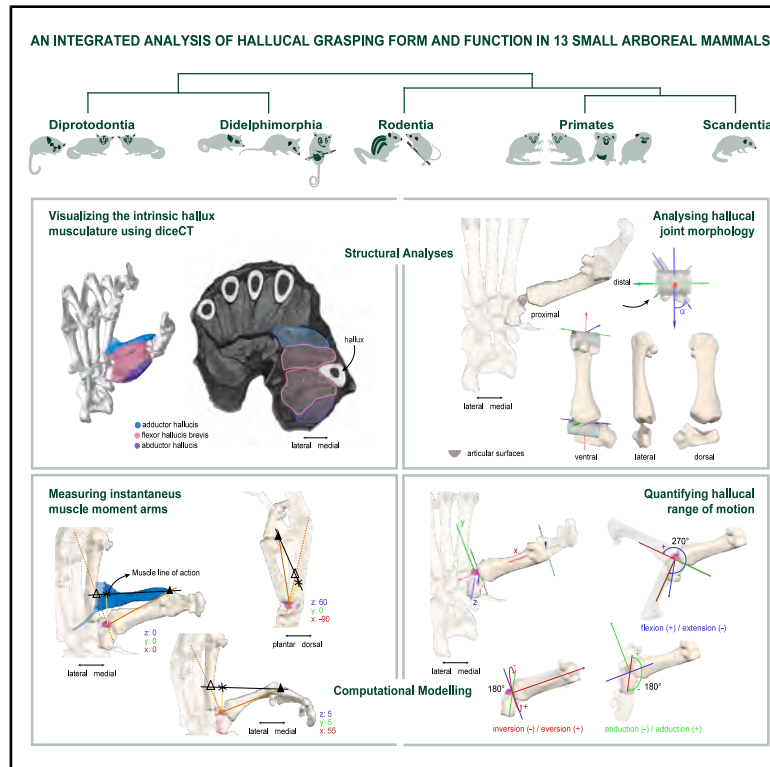 AN INTEGRATED ANALYSIS OF HALLUCAL GRASPING FORM AND FUNCTION IN 13 SMALL ARBOREAL MAMMALS
Diprotodontia
Didelphimorphia
Rodentia
Primates
Scandentia
Visualizing the intrinsic hallux
musculature using diceCT
Structural Analyses
Analysing hallucal
joint morphology
hallux
adductor hallucis
flexor hallucis brevis
abductor hallucis
lateral medial
distal
proximal
α
lateral medial
articular surfaces
ventral
lateral
dorsal
Measuring instantaneus
muscle moment arms
Muscle line of action
z: 0
y: 0
x: 0
lateral medial
z: 60
y: 0
x: -90
plantar dorsal
z: 5
y: 5
x: 55
lateral medial
Computational Modelling
Quantifying hallucal
range of motion
y
x
z
lateral medial
270°
+
-
flexion (+) / extension (-)
180°
-
1+
inversion (-) / eversion (+)
+
-
180°
abduction (-) / adduction (+)